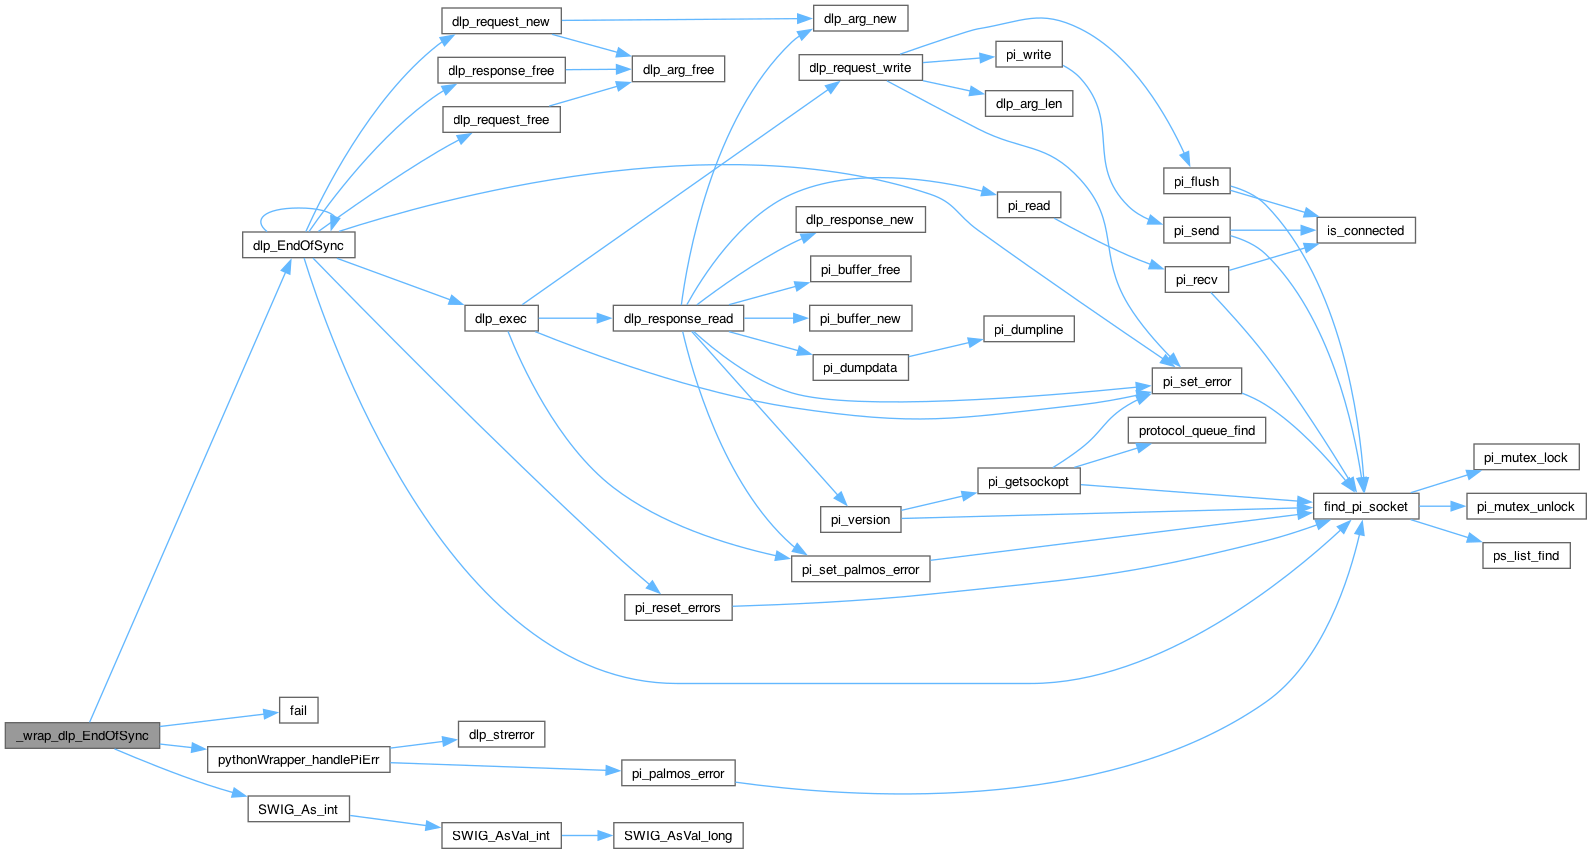 dlp_request_new
dlp_arg_new
dlp_response_free
dlp_arg_free
dlp_request_free
dlp_request_write
pi_write
dlp_arg_len
pi_flush
pi_read
pi_send
is_connected
dlp_EndOfSync
dlp_response_new
pi_buffer_free
pi_recv
dlp_exec
dlp_response_read
pi_buffer_new
pi_dumpline
pi_dumpdata
pi_set_error
protocol_queue_find
pi_getsockopt
pi_mutex_lock
pi_version
find_pi_socket
pi_mutex_unlock
pi_set_palmos_error
ps_list_find
pi_reset_errors
fail
_wrap_dlp_EndOfSync
dlp_strerror
pythonWrapper_handlePiErr
pi_palmos_error
SWIG_As_int
SWIG_AsVal_int
SWIG_AsVal_long